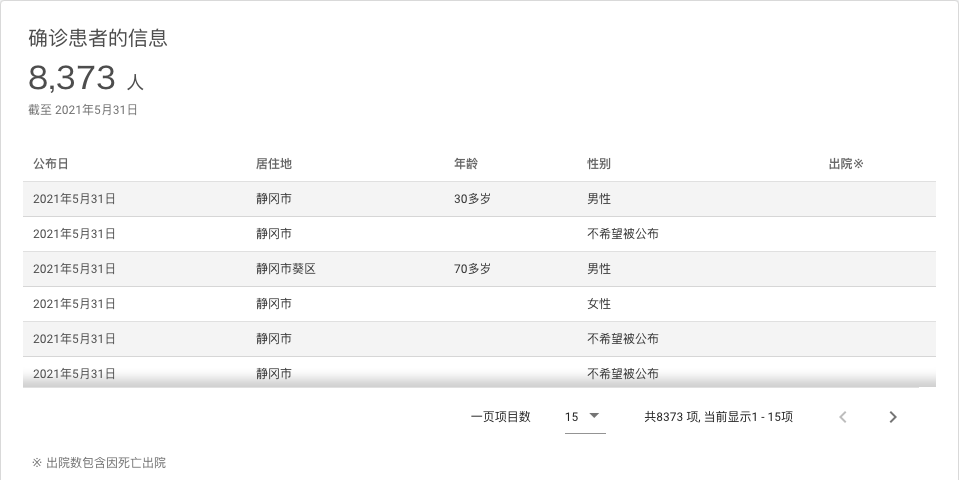 确诊患者的信息
8,373 人
截至 2021年5月31日
公布日 居住地 年龄 性别 出院※
2021年5月31日 静冈市 30多岁 男性
2021年5月31日 静冈市 不希望被公布
2021年5月31日 静冈市葵区 70多岁 男性
2021年5月31日 静冈市 女性
2021年5月31日 静冈市 不希望被公布
2021年5月31日 静冈市 不希望被公布
一页项目数 15 共8373 项, 当前显示1 - 15项
※ 出院数包含因死亡出院